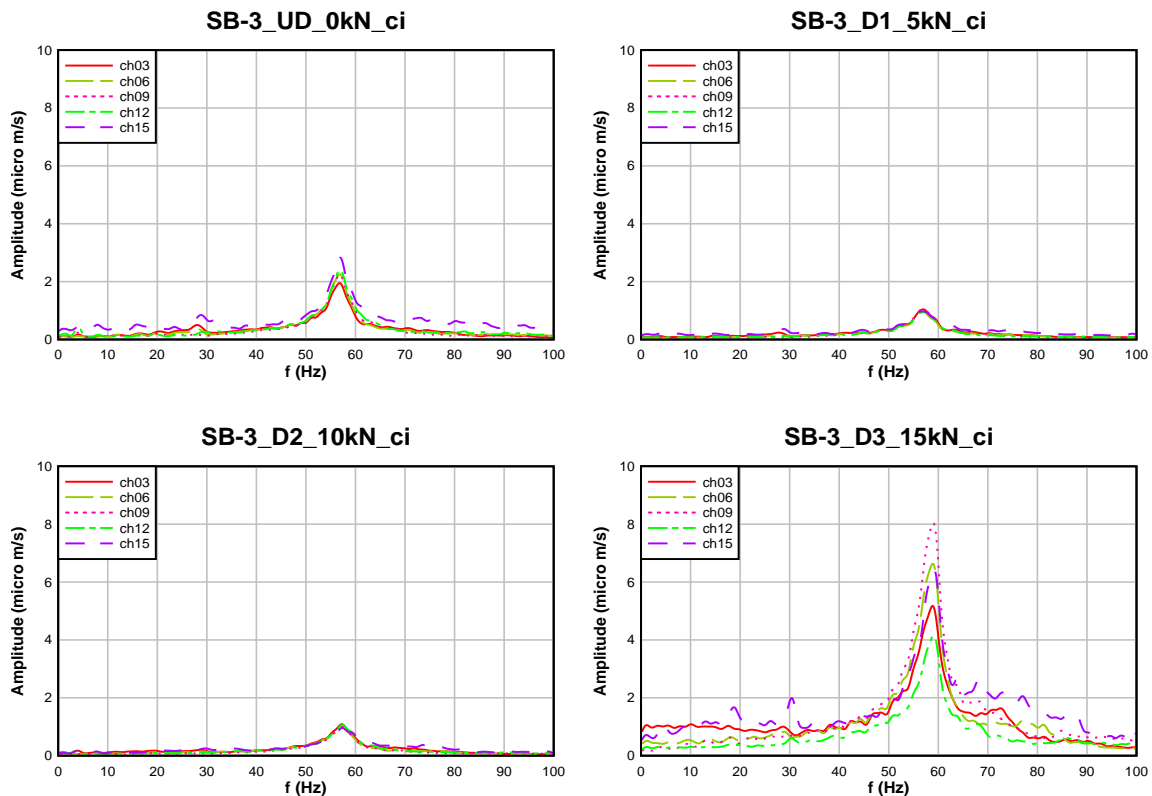 SB-3_UD_0kN_ci
10
8
6
4
2
0
Amplitude (micro m/s)
ch03
ch06
ch09
ch12
ch15
0 10 20 30 40 50 60 70 80 90 100
f (Hz)
SB-3_D1_5kN_ci
10
8
6
4
2
0
Amplitude (micro m/s)
ch03
ch06
ch09
ch12
ch15
0 10 20 30 40 50 60 70 80 90 100
f (Hz)
SB-3_D2_10kN_ci
10
8
6
4
2
0
Amplitude (micro m/s)
ch03
ch06
ch09
ch12
ch15
0 10 20 30 40 50 60 70 80 90 100
f (Hz)
SB-3_D3_15kN_ci
10
8
6
4
2
0
Amplitude (micro m/s)
ch03
ch06
ch09
ch12
ch15
0 10 20 30 40 50 60 70 80 90 100
f (Hz)